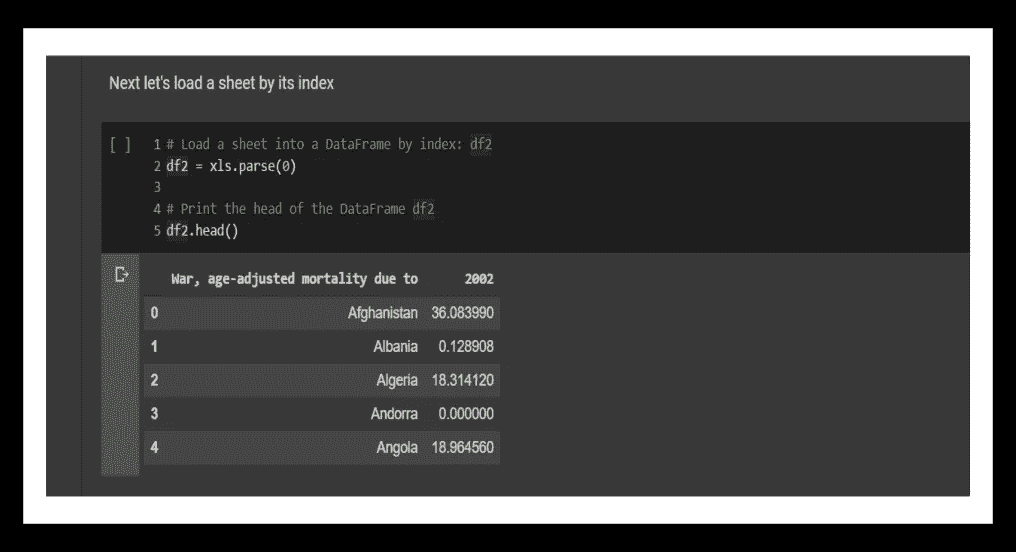 Next let's load a sheet by its index
[ ] 1 # Load a sheet into a DataFrame by index: df2
2 df2 = xls.parse(0)
3
4 # Print the head of the DataFrame df2
5 df2.head()
War, age-adjusted mortality due to 2002
0 Afghanistan 36.083990
1 Albania 0.128908
2 Algeria 18.314120
3 Andorra 0.000000
4 Angola 18.964560